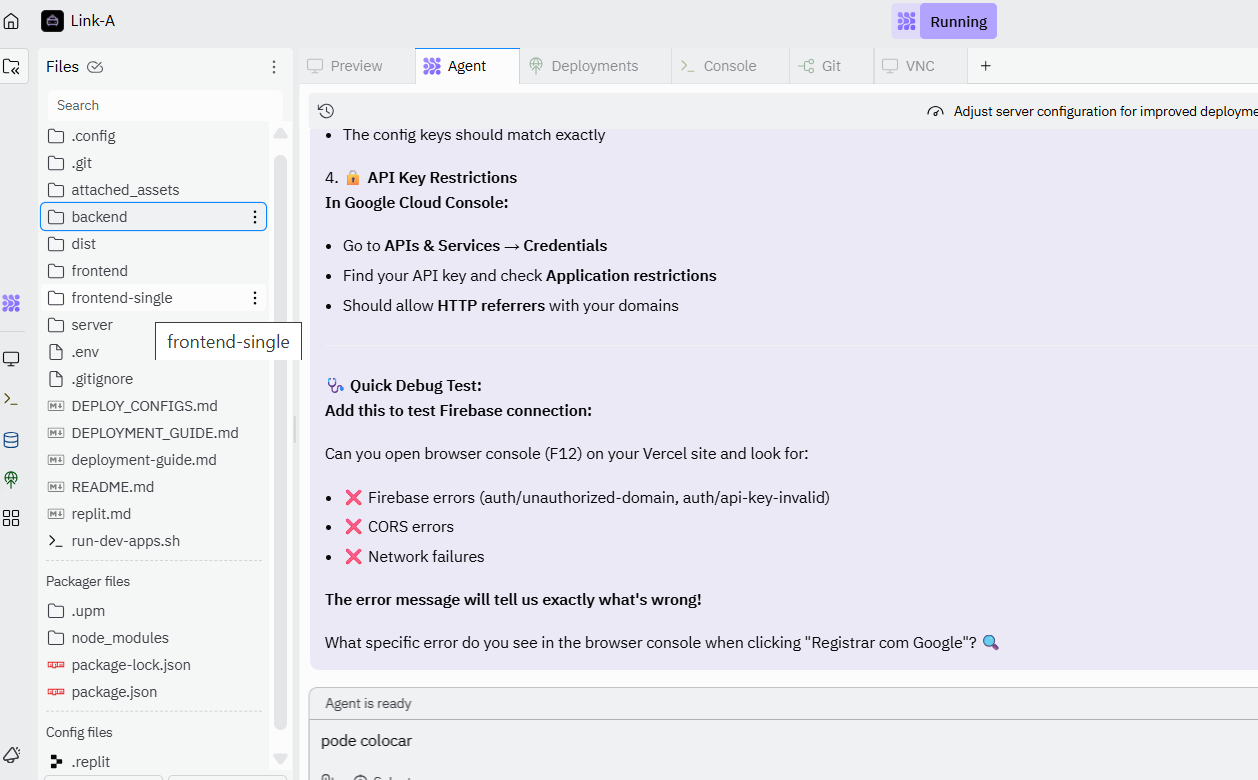 Link-A
Running
Files
Preview
Agent
Deployments
Console
Git
VNC
Search
Adjust server configuration for improved deployme
.config
.git
attached_assets
backend
dist
frontend
frontend-single
server
frontend-single
.env
.gitignore
DEPLOY_CONFIGS.md
DEPLOYMENT_GUIDE.md
deployment-guide.md
README.md
replit.md
run-dev-apps.sh
Packager files
.upm
node_modules
package-lock.json
package.json
Config files
.replit
• The config keys should match exactly
4. 🔒 API Key Restrictions
In Google Cloud Console:
• Go to APIs & Services → Credentials
• Find your API key and check Application restrictions
• Should allow HTTP referrers with your domains
🩺 Quick Debug Test:
Add this to test Firebase connection:
Can you open browser console (F12) on your Vercel site and look for:
• ❌ Firebase errors (auth/unauthorized-domain, auth/api-key-invalid)
• ❌ CORS errors
• ❌ Network failures
The error message will tell us exactly what's wrong!
What specific error do you see in the browser console when clicking "Registrar com Google"? 🔍
Agent is ready
pode colocar